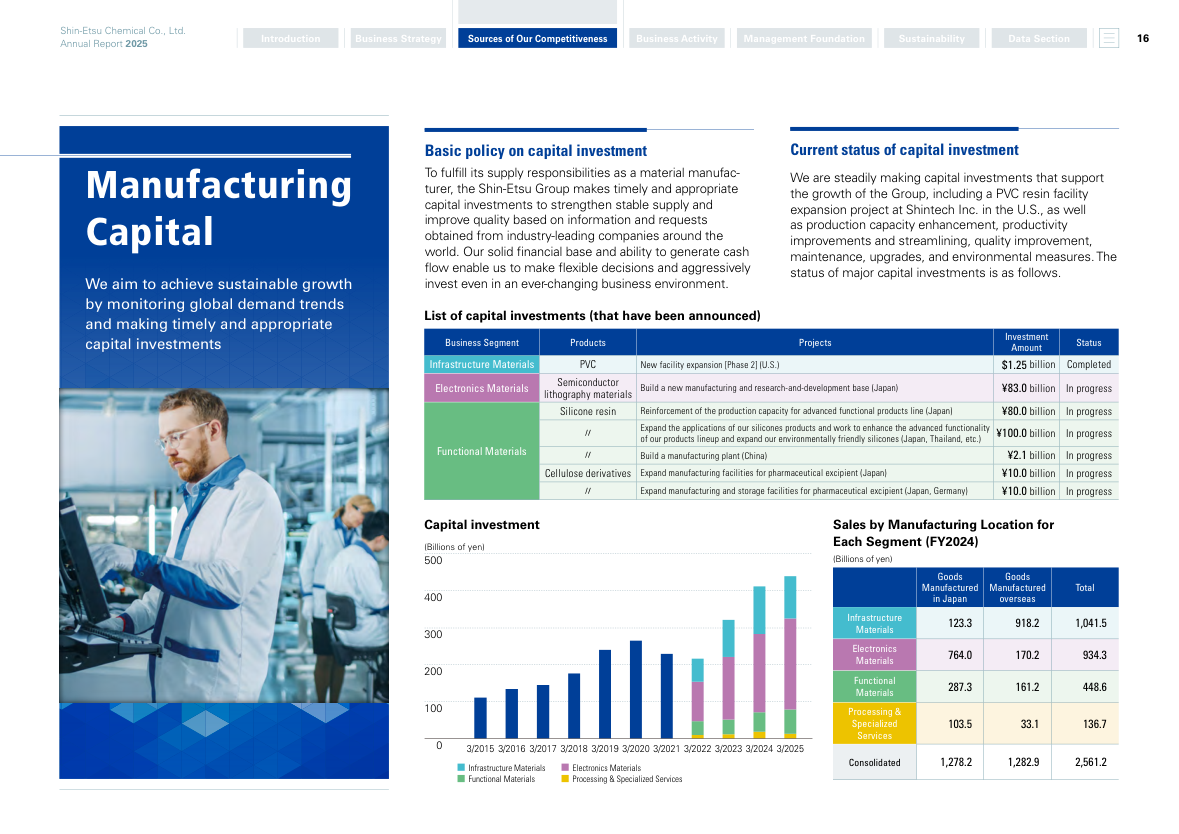 Shin-Etsu Chemical Co., Ltd.
Annual Report 2025
Introduction
Business Strategy
Sources of Our Competitiveness
Business Activity
Management Foundation
Sustainability
Data Section
16
Manufacturing
Capital
We aim to achieve sustainable growth
by monitoring global demand trends
and making timely and appropriate
capital investments
Basic policy on capital investment
To fulfill its supply responsibilities as a material manufac-
turer, the Shin-Etsu Group makes timely and appropriate
capital investments to strengthen stable supply and
improve quality based on information and requests
obtained from industry-leading companies around the
world. Our solid financial base and ability to generate cash
flow enable us to make flexible decisions and aggressively
invest even in an ever-changing business environment.
Current status of capital investment
We are steadily making capital investments that support
the growth of the Group, including a PVC resin facility
expansion project at Shintech Inc. in the U.S., as well
as production capacity enhancement, productivity
improvements and streamlining, quality improvement,
maintenance, upgrades, and environmental measures. The
status of major capital investments is as follows.
List of capital investments (that have been announced)
Business Segment Products Projects Investment Amount Status
Infrastructure Materials PVC New facility expansion [Phase 2] (U.S.) $1.25 billion Completed
Electronics Materials Semiconductor lithography materials Build a new manufacturing and research-and-development base (Japan) ¥83.0 billion In progress
Functional Materials Silicone resin Reinforcement of the production capacity for advanced functional products line (Japan) ¥80.0 billion In progress
〃 Expand the applications of our silicones products and work to enhance the advanced functionality
of our products lineup and expand our environmentally friendly silicones (Japan, Thailand, etc.) ¥100.0 billion In progress
〃 Build a manufacturing plant (China) ¥2.1 billion In progress
Cellulose derivatives Expand manufacturing facilities for pharmaceutical excipient (Japan) ¥10.0 billion In progress
〃 Expand manufacturing and storage facilities for pharmaceutical excipient (Japan, Germany) ¥10.0 billion In progress
Capital investment
(Billions of yen)
500
400
300
200
100
0
3/2015 3/2016 3/2017 3/2018 3/2019 3/2020 3/2021 3/2022 3/2023 3/2024 3/2025
Infrastructure Materials Electronics Materials
Functional Materials Processing & Specialized Services
Sales by Manufacturing Location for
Each Segment (FY2024)
(Billions of yen)
Goods Manufactured in Japan Goods Manufactured overseas Total
Infrastructure Materials 123.3 918.2 1,041.5
Electronics Materials 764.0 170.2 934.3
Functional Materials 287.3 161.2 448.6
Processing & Specialized Services 103.5 33.1 136.7
Consolidated 1,278.2 1,282.9 2,561.2